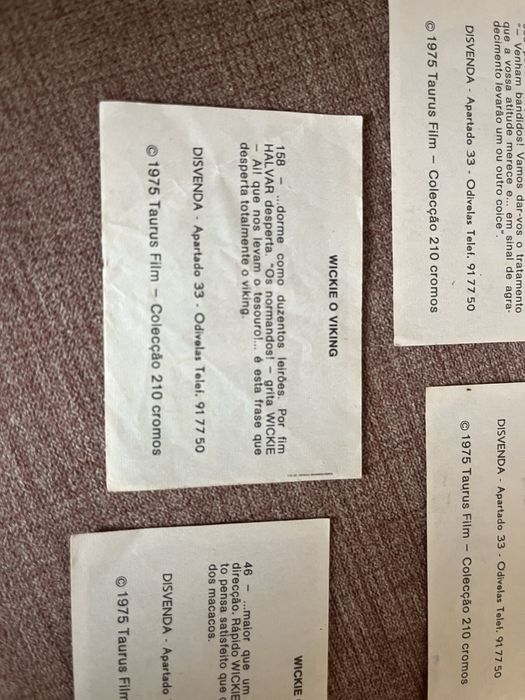 WICKIE O VIKING
158 – ...dorme como duzentos leirões. Por fim
HALVAR desperta. "Os normandos! – grita WICKIE
– Ai! que nos levam o tesouro!... é esta frase que
desperta totalmente o viking.
DISVENDA - Apartado 33 - Odivelas Telef. 91 77 50
© 1975 Taurus Film – Colecção 210 cromos
"– Venham bandidos! Vamos dar-vos o tratamento
que a vossa atitude merece e... em sinal de agra-
decimento levarão um ou outro coice".
DISVENDA - Apartado 33 - Odivelas Telef. 91 77 50
© 1975 Taurus Film – Colecção 210 cromos
DISVENDA - Apartado 33 - Odivelas Telef. 91 77 50
© 1975 Taurus Film – Colecção 210 cromos
WICKIE
46 – ...maior que um
direcção. Rápido WICKIE
to pensa satisfeito que
dos macacos.
DISVENDA - Apartado
© 1975 Taurus Film